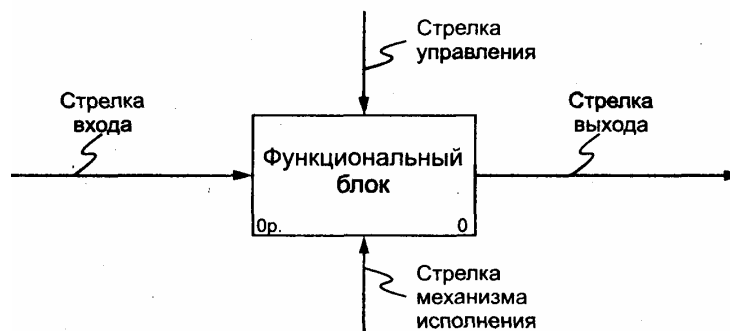 Стрелка
управления
Стрелка
входа
Стрелка
выхода
Функциональный
блок
0р.
0
Стрелка
механизма
исполнения